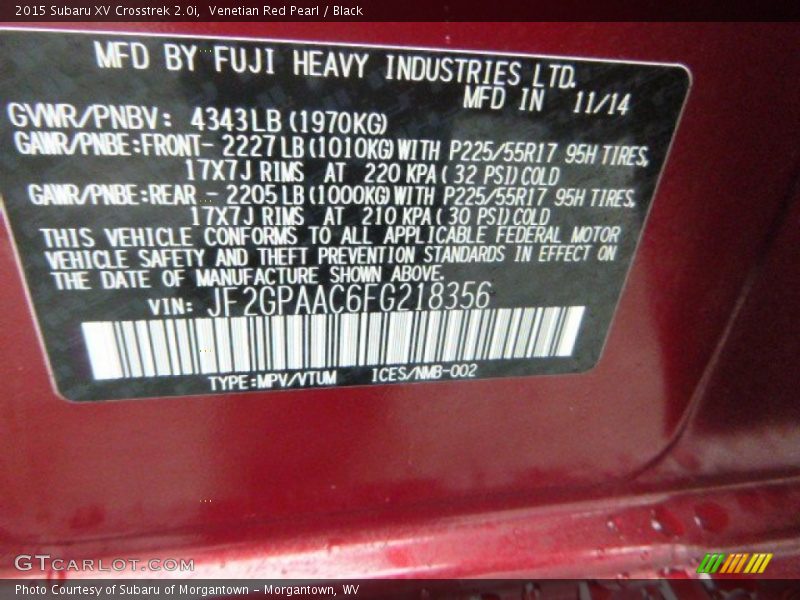 2015 Subaru XV Crosstrek 2.0i,  Venetian Red Pearl / Black
MFD BY FUJI HEAVY INDUSTRIES LTD.
MFD IN 11/14
GVWR/PNBV: 4343LB (1970KG)
GAWR/PNBE:FRONT- 2227LB (1010KG) WITH P225/55R17 95H TIRES,
17X7J RIMS AT 220 KPA ( 32 PSI) COLD
GAWR/PNBE:REAR - 2205LB (1000KG) WITH P225/55R17 95H TIRES,
17X7J RIMS AT 210 KPA ( 30 PSI) COLD
THIS VEHICLE CONFORMS TO ALL APPLICABLE FEDERAL MOTOR
VEHICLE SAFETY AND THEFT PREVENTION STANDARDS IN EFFECT ON
THE DATE OF MANUFACTURE SHOWN ABOVE.
VIN: JF2GPAAC6FG218356
TYPE:MPV/VTUM ICES/NMB-002
GTCARLOT.COM
Photo Courtesy of Subaru of Morgantown - Morgantown, WV